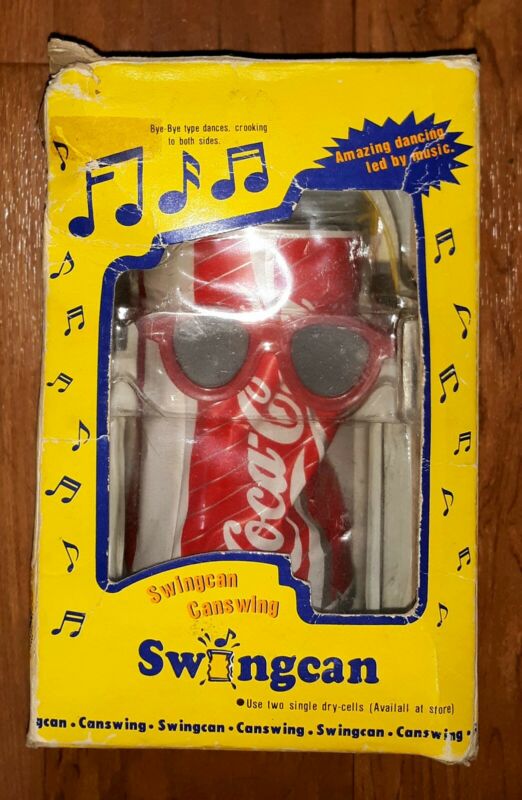 Bye-Bye type dances. crooking
to both sides.
Amazing dancing
led by music.
Coca-Co
Swingcan
Canswing
Swingcan
•Use two single dry-cells (Availall at store)
gcan • Canswing • Swingcan • Canswing • Swingcan • Canswing •